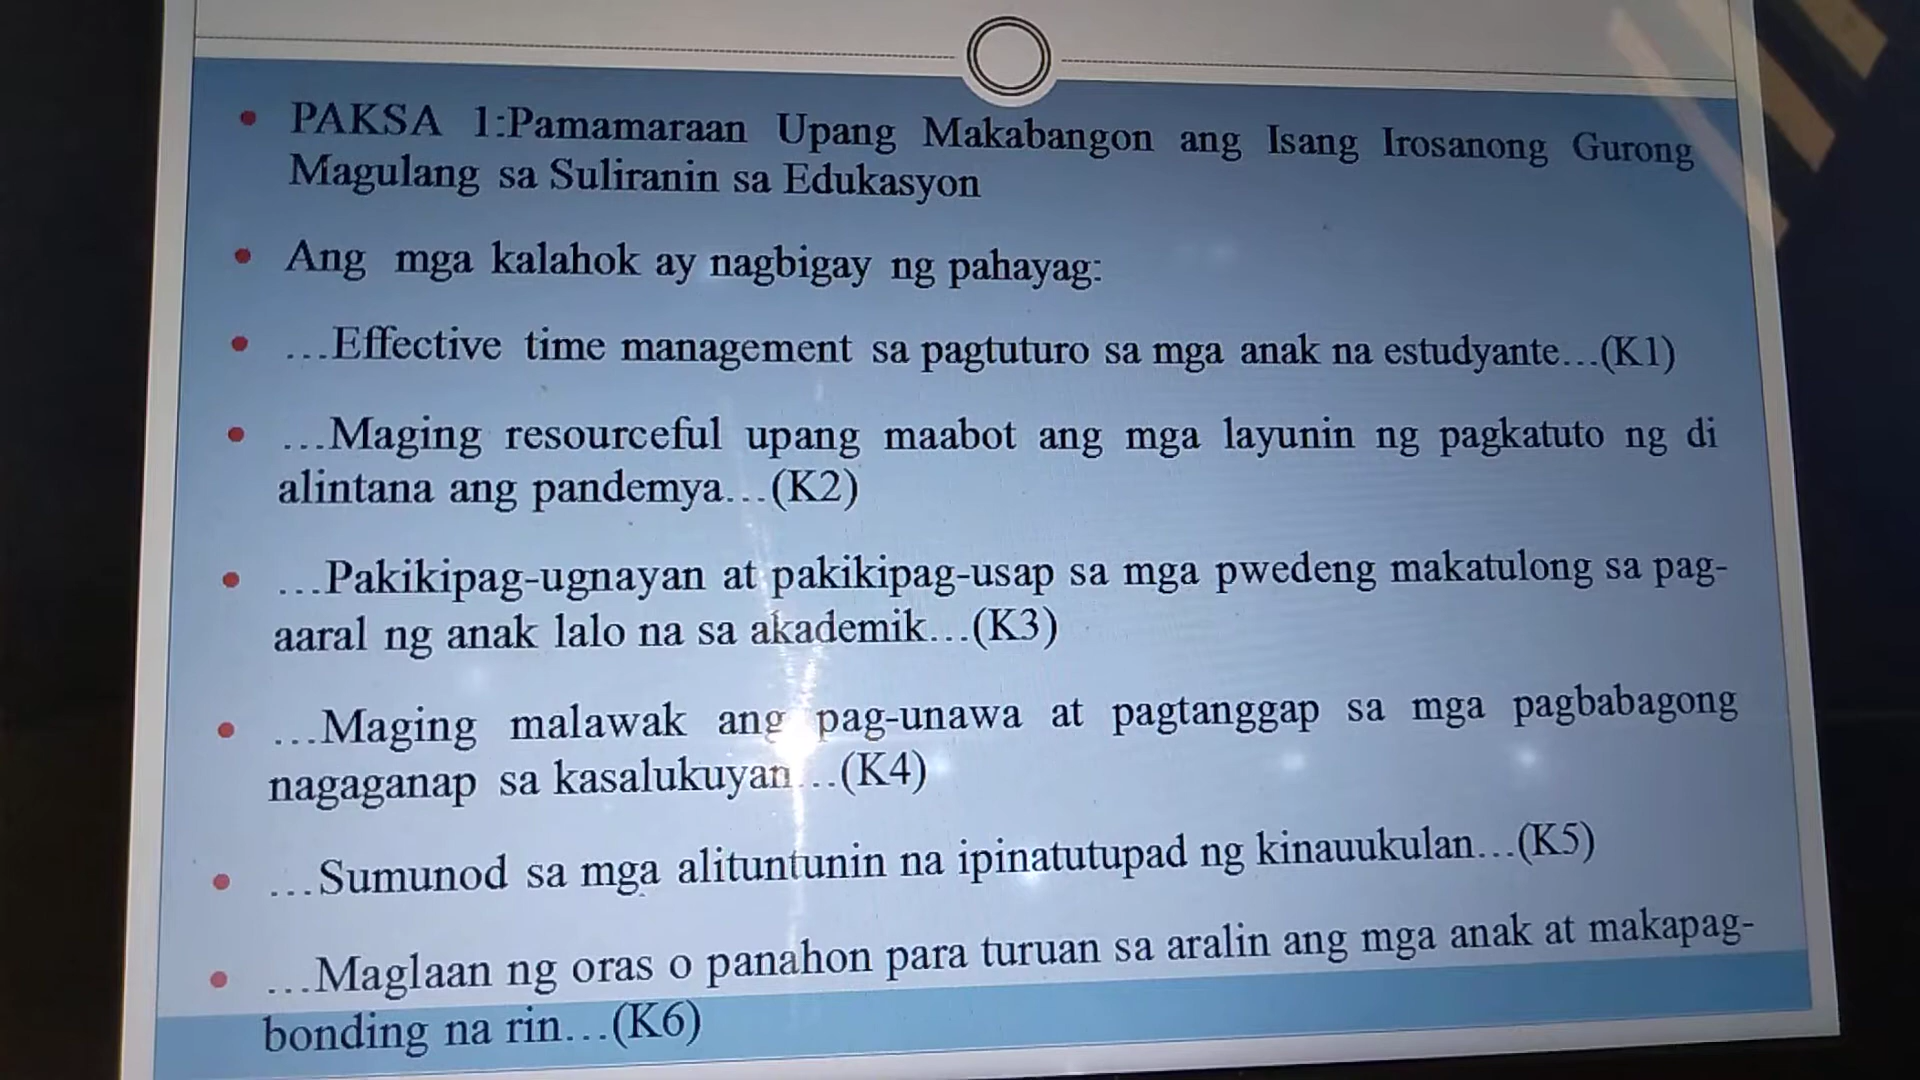 • PAKSA 1:Pamamaraan Upang Makabangon ang Isang Irosanong Gurong
Magulang sa Suliranin sa Edukasyon
• Ang mga kalahok ay nagbigay ng pahayag:
• …Effective time management sa pagtuturo sa mga anak na estudyante…(K1)
• …Maging resourceful upang maabot ang mga layunin ng pagkatuto ng di
alintana ang pandemya…(K2)
• …Pakikipag-ugnayan at pakikipag-usap sa mga pwedeng makatulong sa pag-
aaral ng anak lalo na sa akademik…(K3)
• …Maging malawak ang pag-unawa at pagtanggap sa mga pagbabagong
nagaganap sa kasalukuyan…(K4)
• …Sumunod sa mga alituntunin na ipinatutupad ng kinauukulan…(K5)
• …Maglaan ng oras o panahon para turuan sa aralin ang mga anak at makapag-
bonding na rin…(K6)